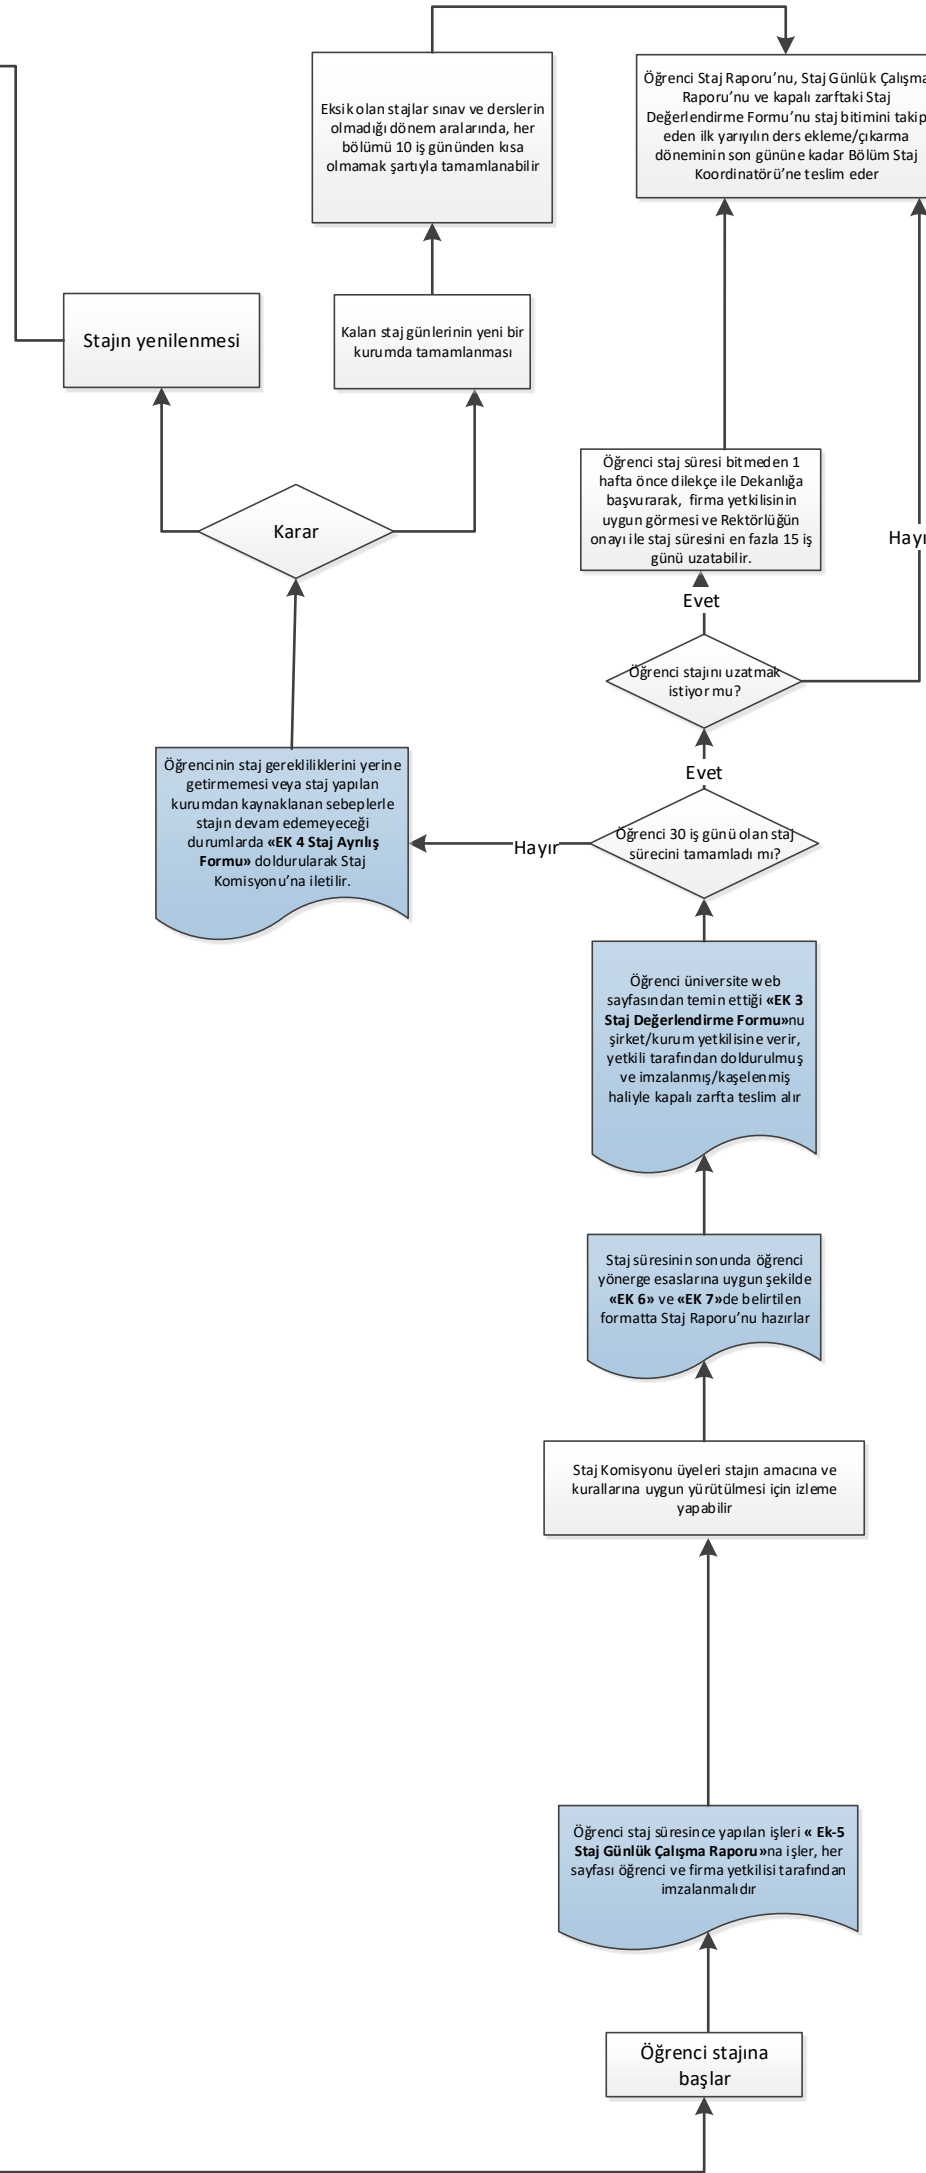 Eksik olan stajlar sınav ve derslerin
olmadığı dönem aralarında, her
bölümü 10 iş gününden kısa
olmamak şartıyla tamamlanabilir
Öğrenci Staj Raporu’nu, Staj Günlük Çalışma
Raporu’nu ve kapalı zarftaki Staj
Değerlendirme Formu’nu staj bitimini takip
eden ilk yarıyılın ders ekleme/çıkarma
döneminin son gününe kadar Bölüm Staj
Koordinatörü’ne teslim eder
Stajın yenilenmesi
Kalan staj günlerinin yeni bir
kurumda tamamlanması
Karar
Öğrenci staj süresi bitmeden 1
hafta önce dilekçe ile Dekanlığa
başvurarak, firma yetkilisinin
uygun görmesi ve Rektörlüğün
onayı ile staj süresini en fazla 15 iş
günü uzatabilir.
Hayır
Evet
Öğrenci stajını uzatmak
istiyor mu?
Evet
Öğrencinin staj gerekliliklerini yerine
getirmemesi veya staj yapılan
kurumdan kaynaklanan sebeplerle
stajın devam edemeyeceği
durumlarda «EK 4 Staj Ayrılış
Formu» doldurularak Staj
Komisyonu’na iletilir.
Hayır
Öğrenci 30 iş günü olan staj
sürecini tamamladı mı?
Öğrenci üniversite web
sayfasından temin ettiği «EK 3
Staj Değerlendirme Formu»nu
şirket/kurum yetkilisine verir,
yetkili tarafından doldurulmuş
ve imzalanmış/kaşelenmiş
haliyle kapalı zarfta teslim alır
Staj süresinin sonunda öğrenci
yönerge esaslarına uygun şekilde
«EK 6» ve «EK 7»de belirtilen
formatta Staj Raporu’nu hazırlar
Staj Komisyonu üyeleri stajın amacına ve
kurallarına uygun yürütülmesi için izleme
yapabilir
Öğrenci staj süresince yapılan işleri « Ek-5
Staj Günlük Çalışma Raporu»na işler, her
sayfası öğrenci ve firma yetkilisi tarafından
imzalanmalıdır
Öğrenci stajına
başlar